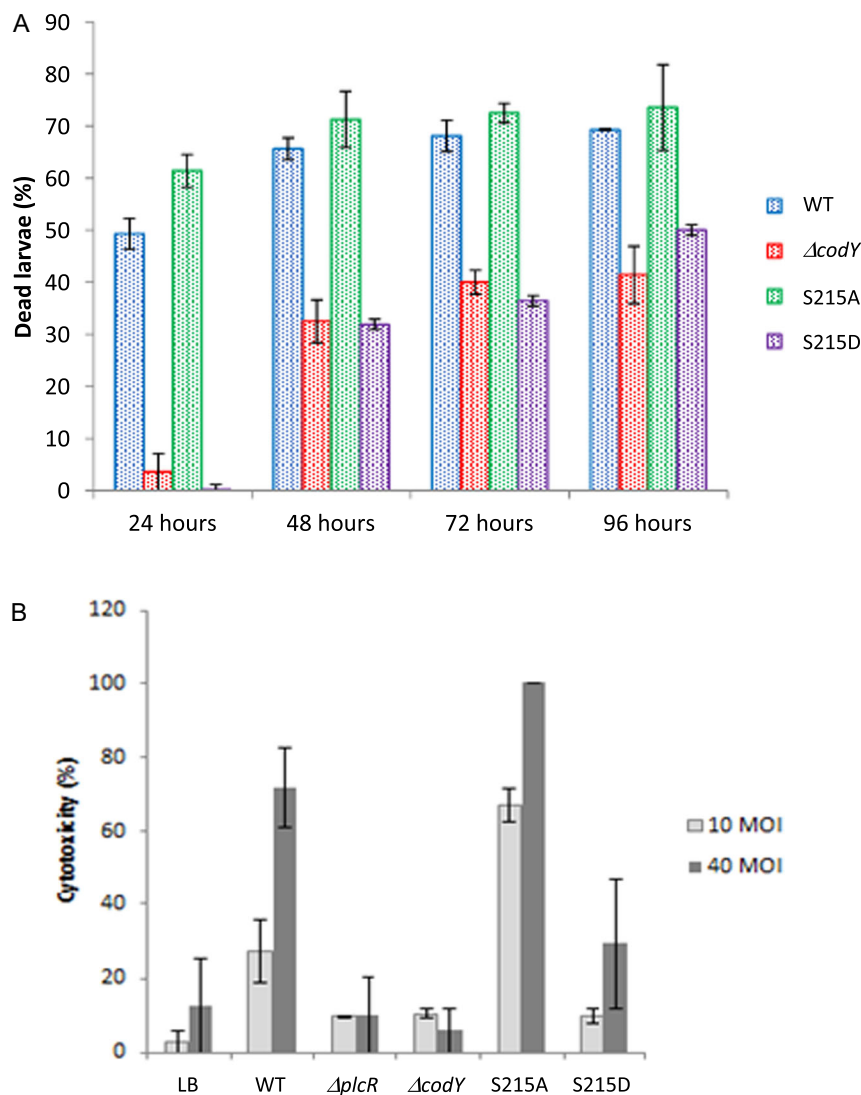 A
90
80
70
60
50
40
30
20
10
0
Dead larvae (%)
24 hours 48 hours 72 hours 96 hours
WT
ΔcodY
S215A
S215D
B
120
100
80
60
40
20
0
Cytotoxicity (%)
LB WT ΔplcR ΔcodY S215A S215D
10 MOI
40 MOI